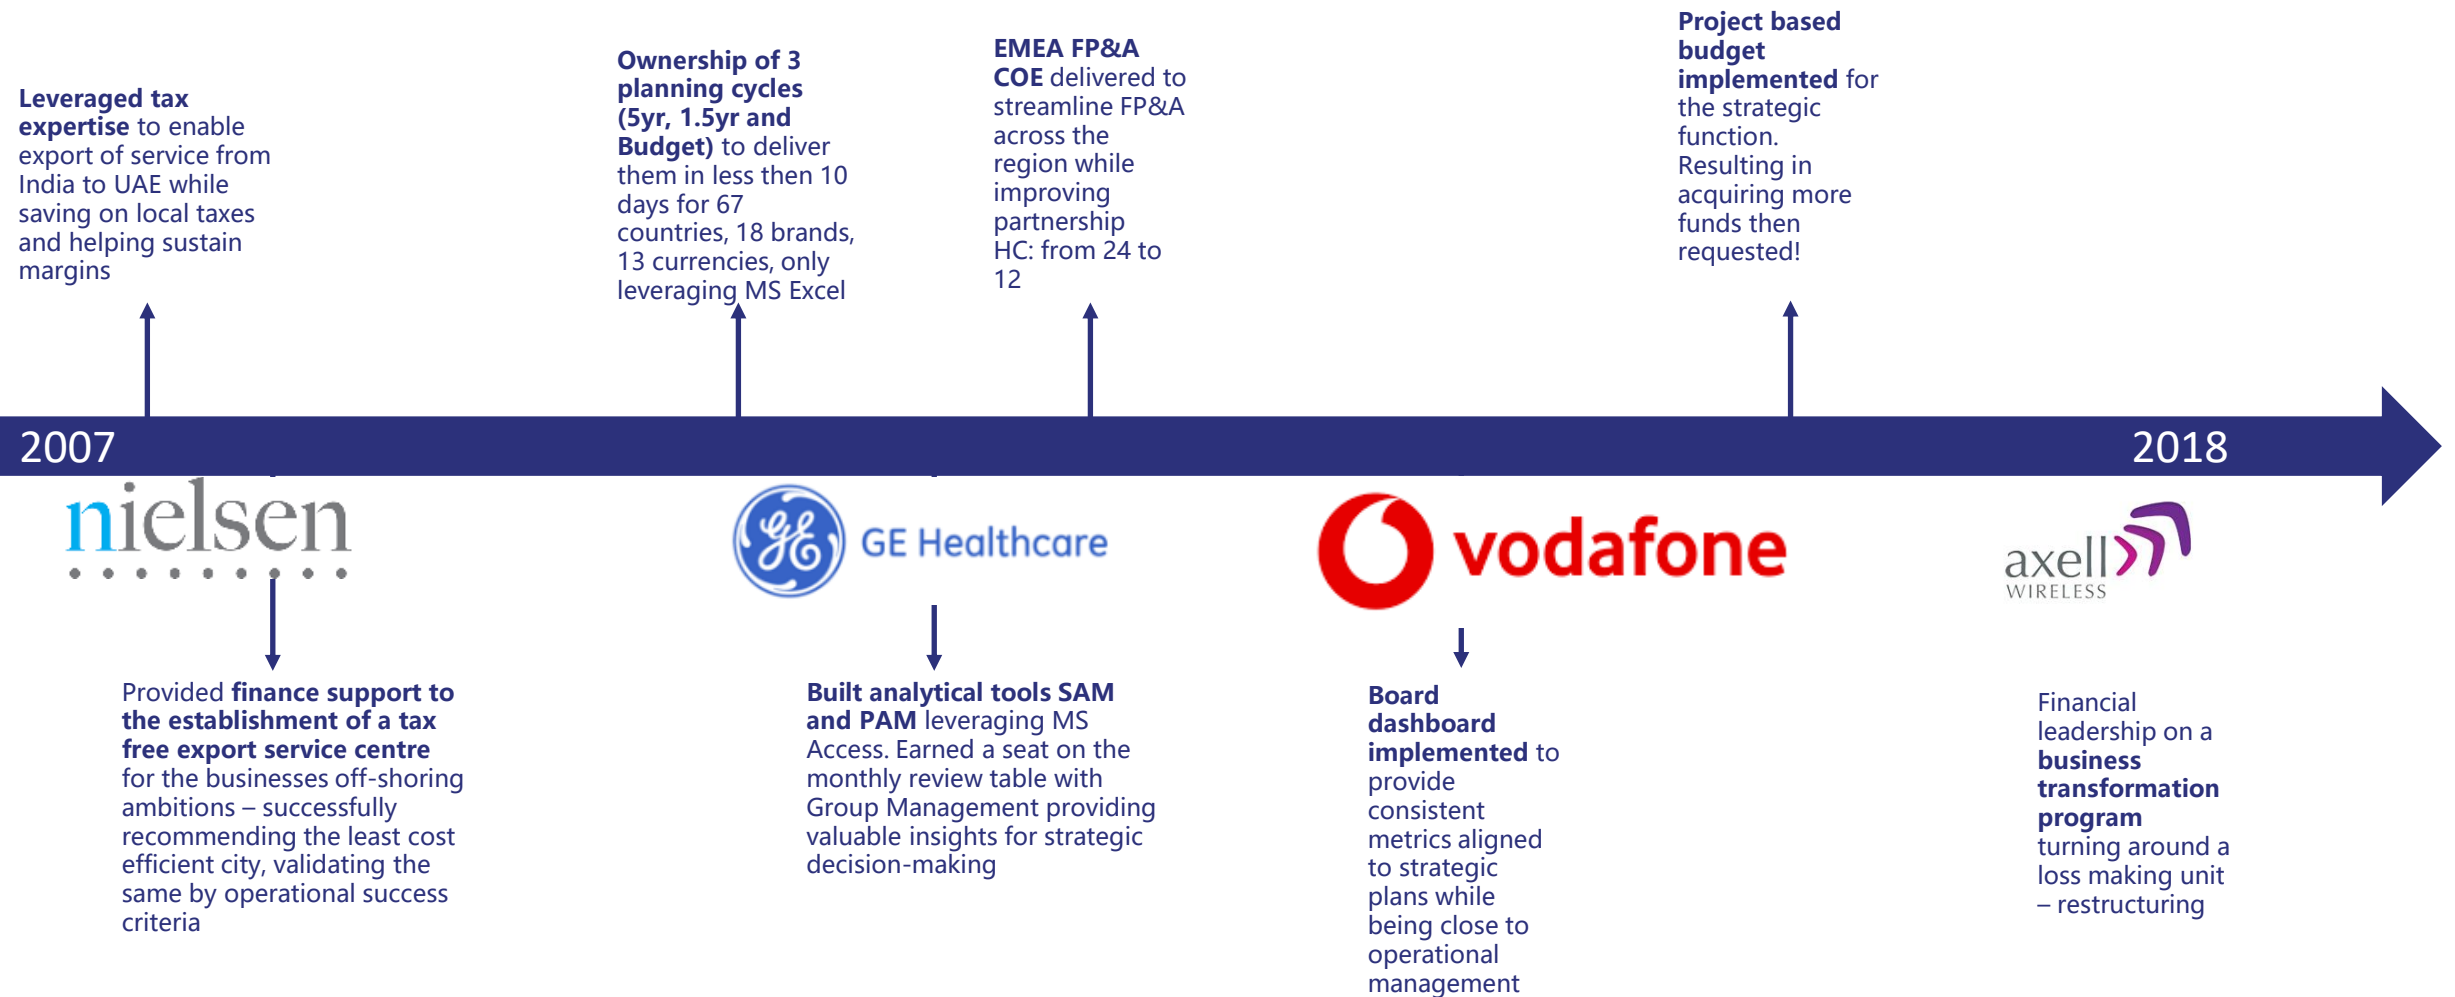 Leveraged tax
expertise to enable
export of service from
India to UAE while
saving on local taxes
and helping sustain
margins
Ownership of 3
planning cycles
(5yr, 1.5yr and
Budget) to deliver
them in less then 10
days for 67
countries, 18 brands,
13 currencies, only
leveraging MS Excel
EMEA FP&A
COE delivered to
streamline FP&A
across the
region while
improving
partnership
HC: from 24 to
12
Project based
budget
implemented for
the strategic
function.
Resulting in
acquiring more
funds then
requested!
2007
2018
nielsen
GE
GE Healthcare
vodafone
axell
WIRELESS
Provided finance support to
the establishment of a tax
free export service centre
for the businesses off-shoring
ambitions – successfully
recommending the least cost
efficient city, validating the
same by operational success
criteria
Built analytical tools SAM
and PAM leveraging MS
Access. Earned a seat on the
monthly review table with
Group Management providing
valuable insights for strategic
decision-making
Board
dashboard
implemented to
provide
consistent
metrics aligned
to strategic
plans while
being close to
operational
management
Financial
leadership on a
business
transformation
program
turning around a
loss making unit
– restructuring